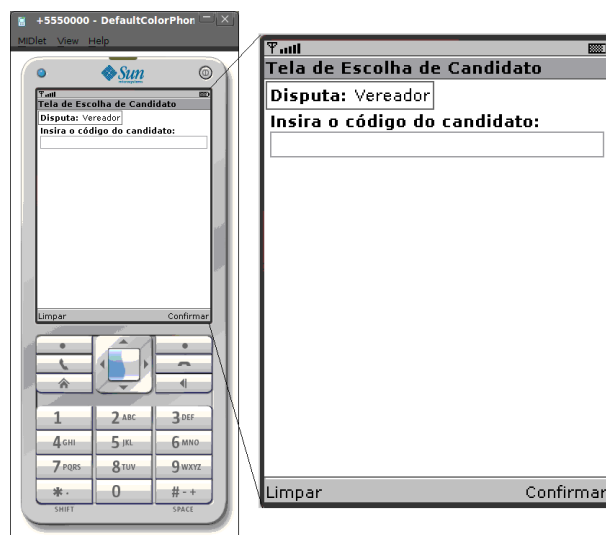 +5550000 - DefaultColorPhon
MIDlet View Help
Sun
Tela de Escolha de Candidato
Disputa: Vereador
Insira o código do candidato:
Limpar Confirmar
1 2 ABC 3 DEF
4 GHI 5 JKL 6 MNO
7 PQRS 8 TUV 9 WXYZ
* . 0 # - +
SHIFT SPACE
Tela de Escolha de Candidato
Disputa: Vereador
Insira o código do candidato:
Limpar Confirmar